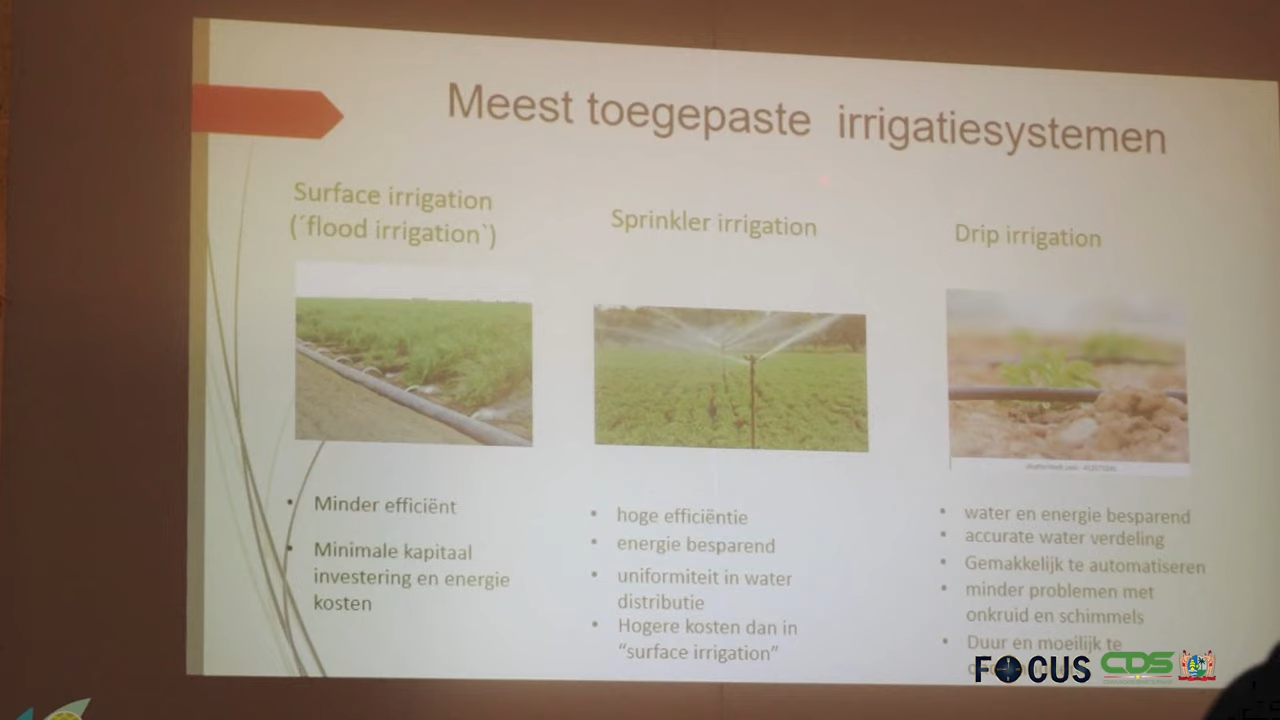 Meest toegepaste irrigatiesystemen
Surface irrigation
(´flood irrigation`)
• Minder efficiënt
• Minimale kapitaal
investering en energie
kosten
Sprinkler irrigation
• hoge efficiëntie
• energie besparend
• uniformiteit in water
distributie
• Hogere kosten dan in
“surface irrigation”
Drip irrigation
• water en energie besparend
• accurate water verdeling
• Gemakkelijk te automatiseren
• minder problemen met
onkruid en schimmels
• Duur en moeilijk te
FOCUS
CDS